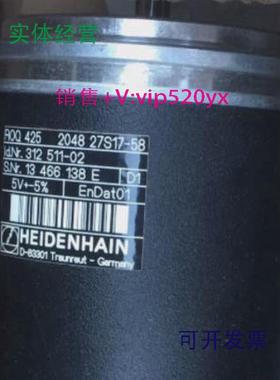 实体经营
销售+V:vip520yx
ROQ 425 2048 27S17-58
Id.Nr. 312 511-02
S.Nr. 13 466 138 E D1
5V+-5% EnDat01
HEIDENHAIN
D-83301 Traunreut - Germany
可开发票